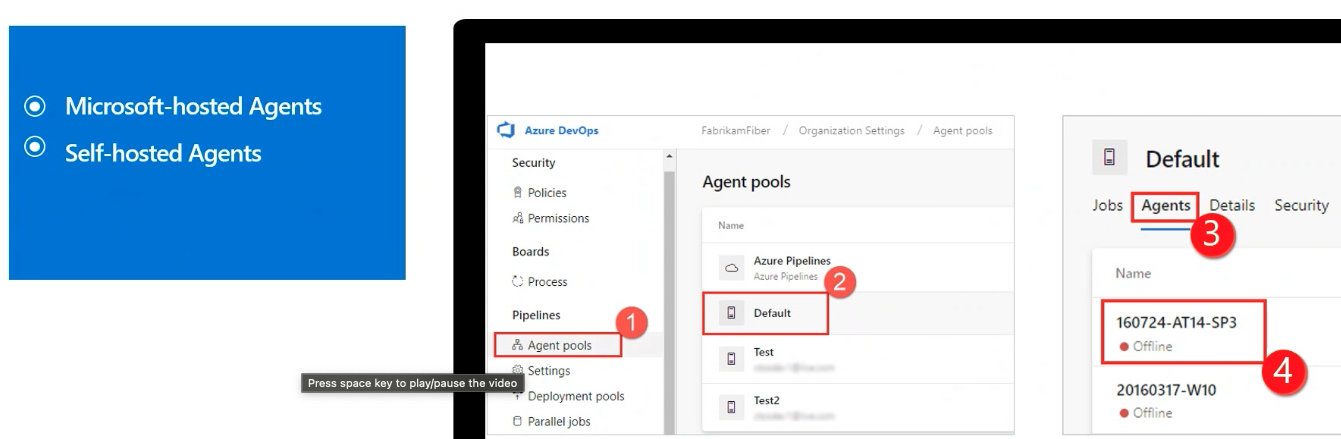 Microsoft-hosted Agents
Self-hosted Agents
Azure DevOps
FabrikamFiber / Organization Settings / Agent pools
Security
Policies
Permissions
Boards
Process
Pipelines
1
Agent pools
Settings
Deployment pools
Parallel jobs
Press space key to play/pause the video
Agent pools
Name
Azure Pipelines
Azure Pipelines
2
Default
Test
Test2
Default
Jobs Agents Details Security
3
Name
160724-AT14-SP3
Offline
4
20160317-W10
Offline